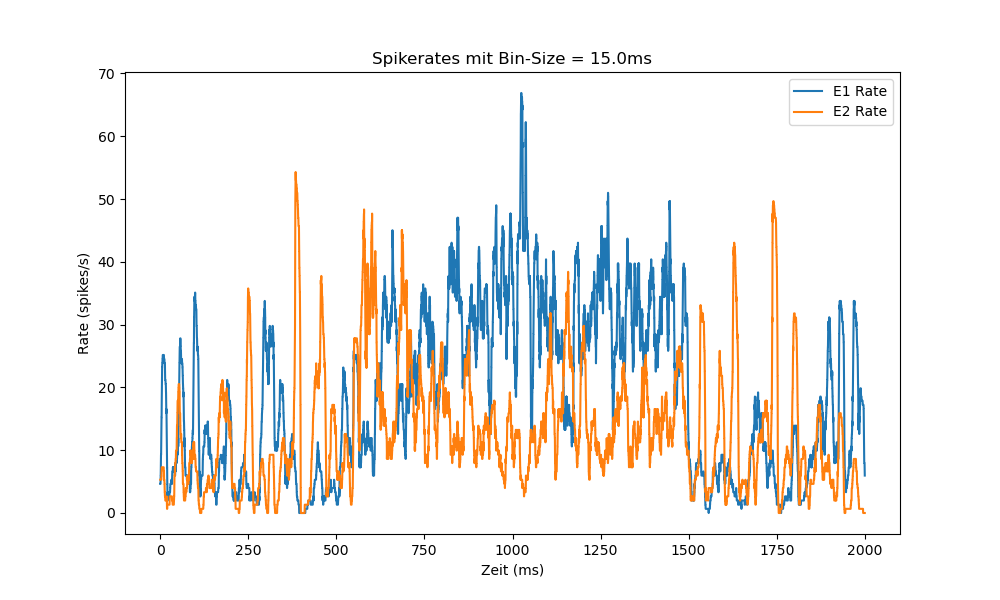 Spikerates mit Bin-Size = 15.0ms
70
60
50
40
30
20
10
0
Rate (spikes/s)
E1 Rate
E2 Rate
0 250 500 750 1000 1250 1500 1750 2000
Zeit (ms)